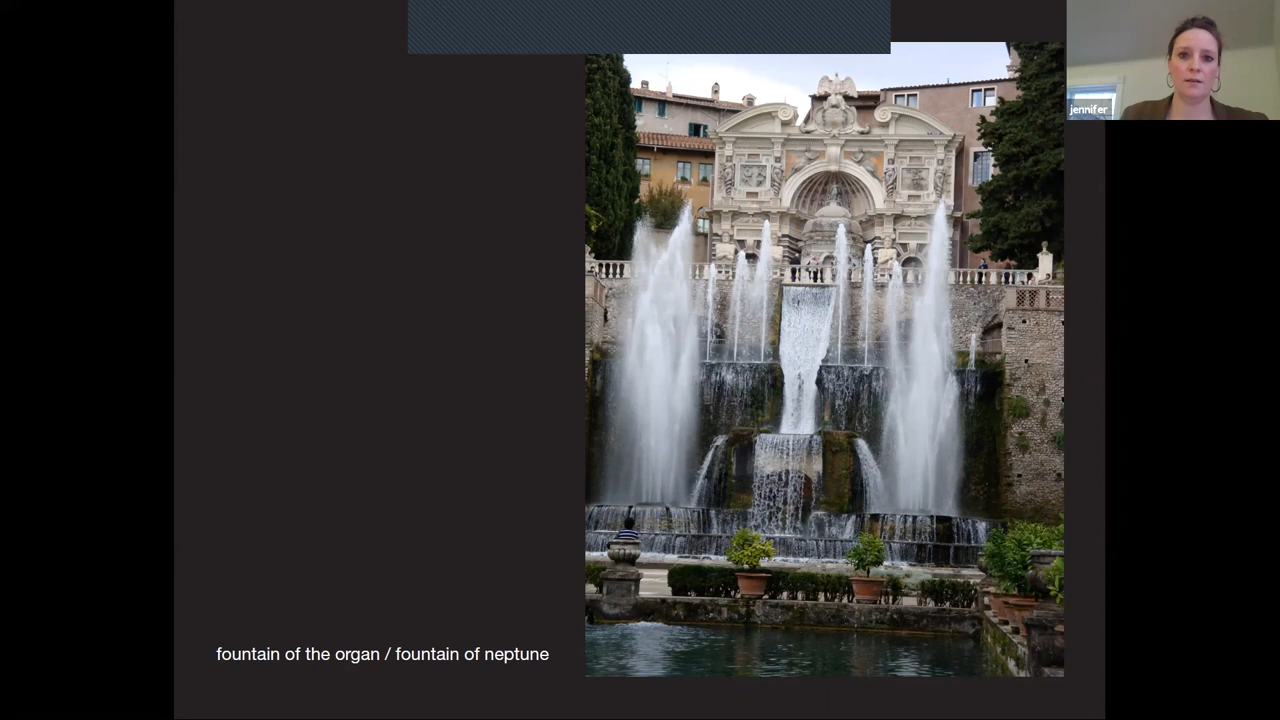 jennifer
fountain of the organ / fountain of neptune